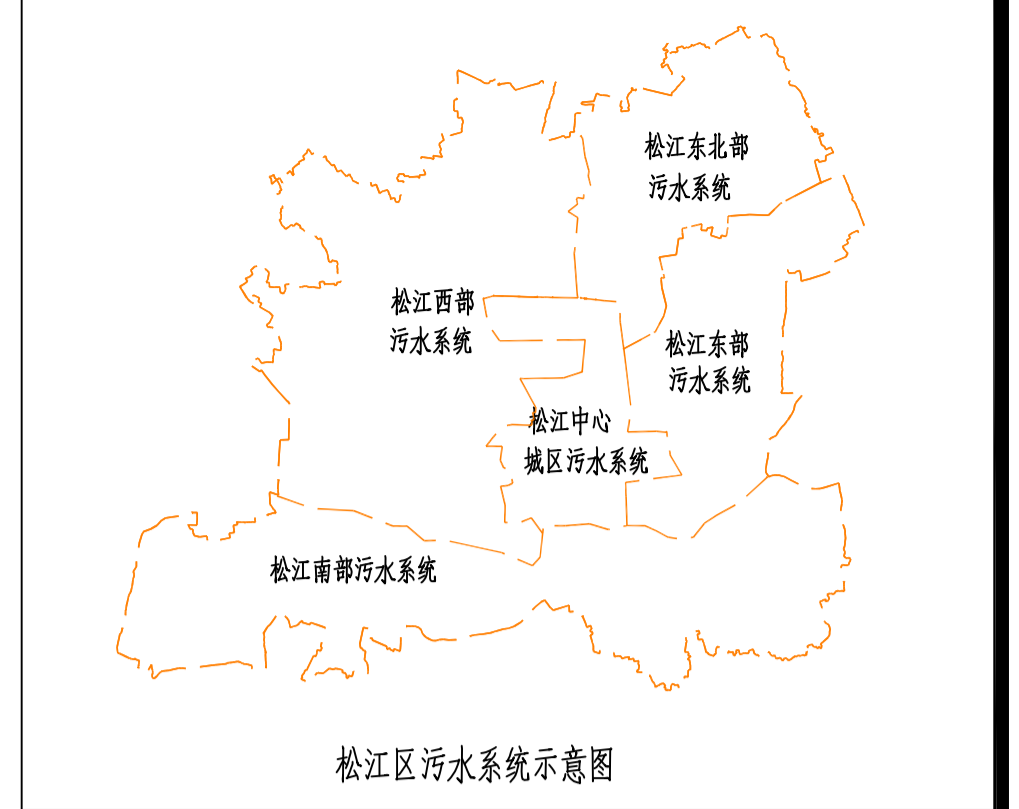 松江东北部
污水系统
松江西部
污水系统
松江东部
污水系统
松江中心
城区污水系统
松江南部污水系统
松江区污水系统示意图